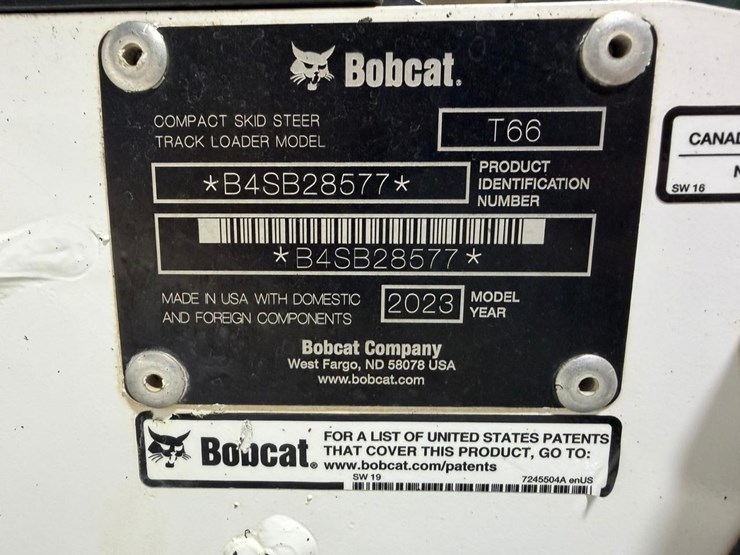 Bobcat.
COMPACT SKID STEER
TRACK LOADER MODEL
T66
*B4SB28577*
PRODUCT
IDENTIFICATION
NUMBER
*B4SB28577*
MADE IN USA WITH DOMESTIC
AND FOREIGN COMPONENTS
2023
MODEL
YEAR
Bobcat Company
West Fargo, ND 58078 USA
www.bobcat.com
Bobcat.
FOR A LIST OF UNITED STATES PATENTS
THAT COVER THIS PRODUCT, GO TO:
www.bobcat.com/patents
SW 19
7245504A enUS
SW 16